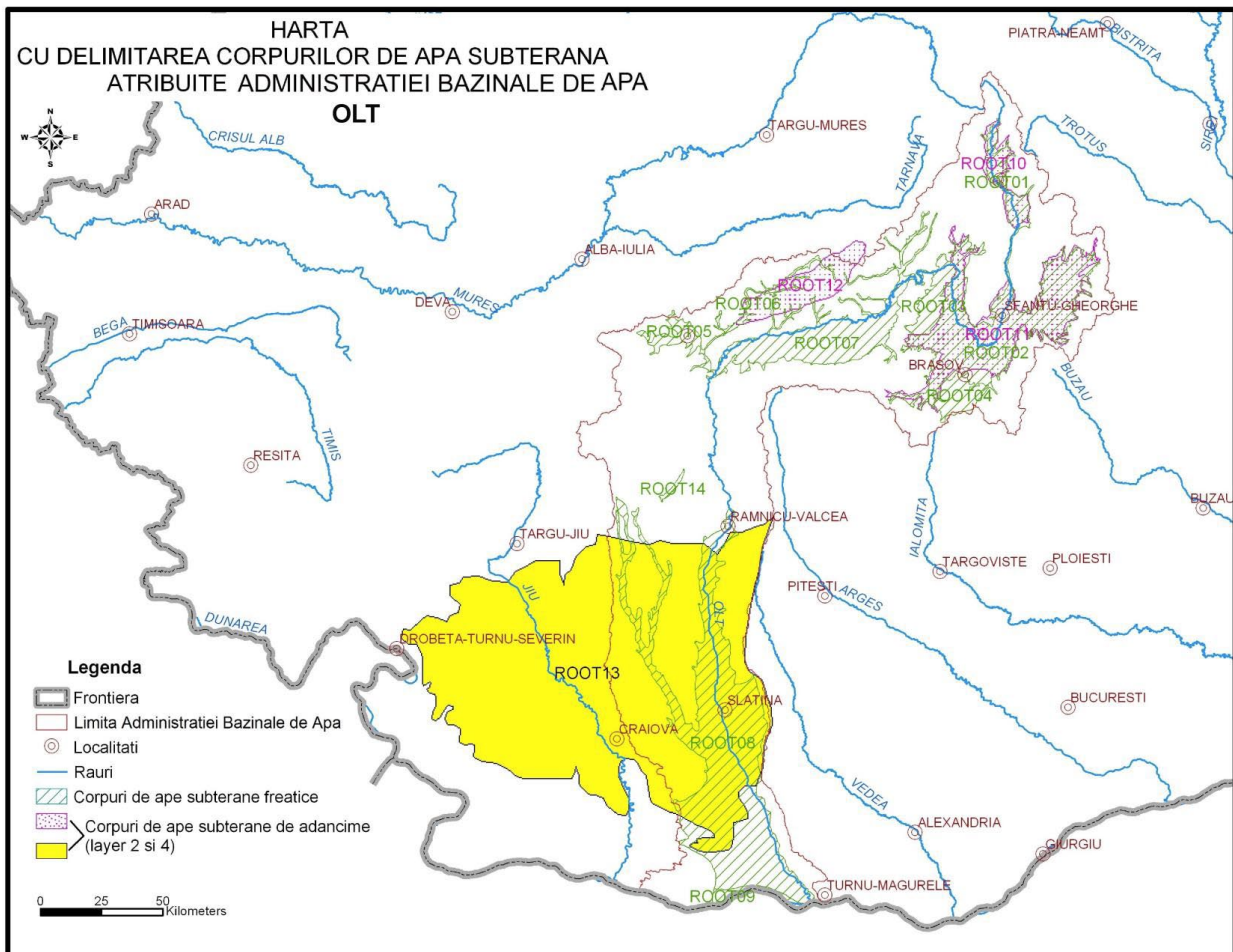 HARTA
CU DELIMITAREA CORPURILOR DE APA SUBTERANA
ATRIBUITE ADMINISTRATIEI BAZINALE DE APA
OLT
N
W E
S
PIATRA-NEAMT
BISTRITA
CRISUL ALB
TARGU-MURES
TARNAVA
TROTUS
SIRET
ROOT10
ROOT01
ARAD
ALBA-IULIA
DEVA
MURES
ROOT12
ROOT06
ROOT05
ROOT03
SFANTU-GHEORGHE
BEGA
TIMISOARA
ROOT07
ROOT11
ROOT02
BRASOV
ROOT04
BUZAU
TIMIS
RESITA
ROOT14
RAMNICU-VALCEA
BUZAU
IALOMITA
TARGU-JIU
TARGOVISTE
PLOIESTI
PITESTI
ARGES
JIU
OLT
DUNAREA
DROBETA-TURNU-SEVERIN
ROOT13
SLATINA
BUCURESTI
CRAIOVA
ROOT08
VEDEA
ALEXANDRIA
GIURGIU
TURNU-MAGURELE
ROOT09
Legenda
Frontiera
Limita Administratiei Bazinale de Apa
Localitati
Rauri
Corpuri de ape subterane freatice
Corpuri de ape subterane de adancime
(layer 2 si 4)
0 25 50
Kilometers